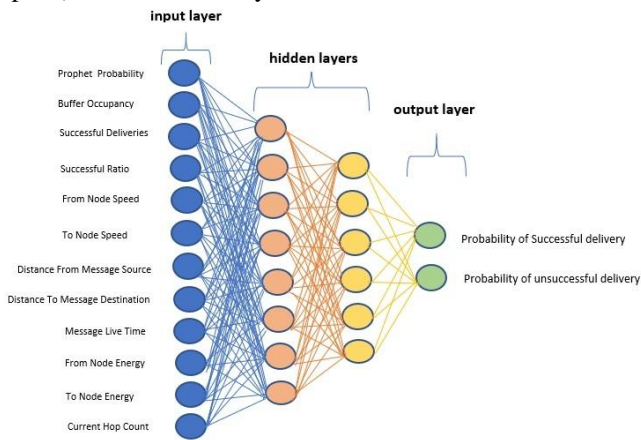 input layer
hidden layers
output layer
Prophet Probability
Buffer Occupancy
Successful Deliveries
Successful Ratio
From Node Speed
To Node Speed
Distance From Message Source
Distance To Message Destination
Message Live Time
From Node Energy
To Node Energy
Current Hop Count
Probability of Successful delivery
Probability of unsuccessful delivery